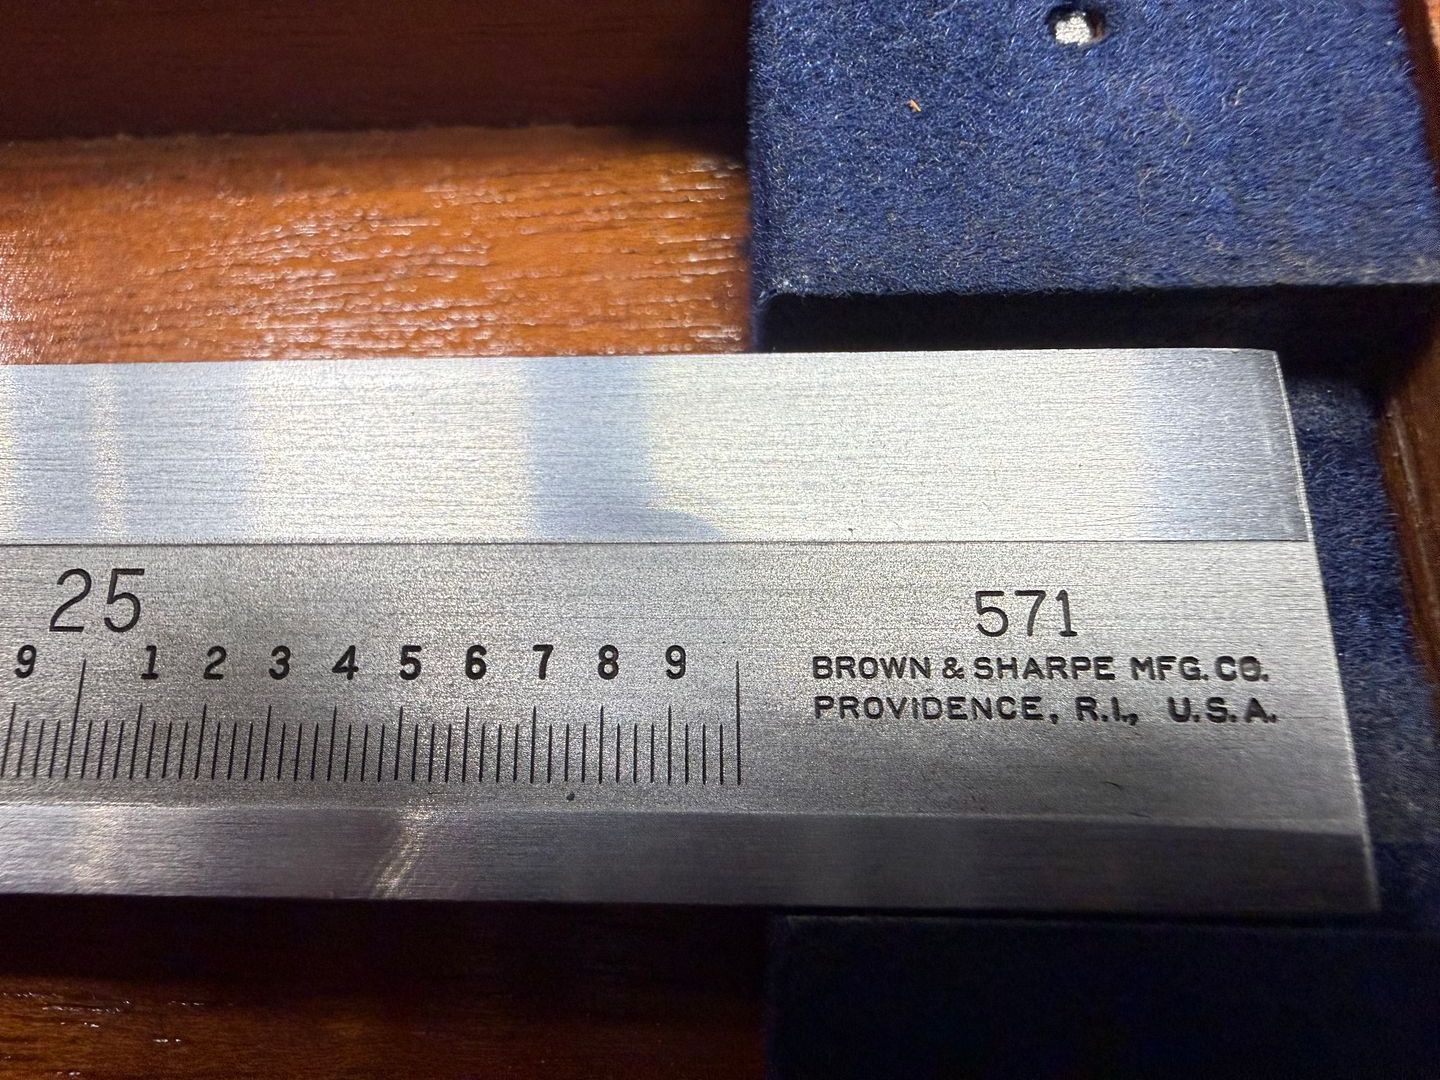 25
9 1 2 3 4 5 6 7 8 9
571
BROWN & SHARPE MFG. CO.
PROVIDENCE, R.I., U.S.A.